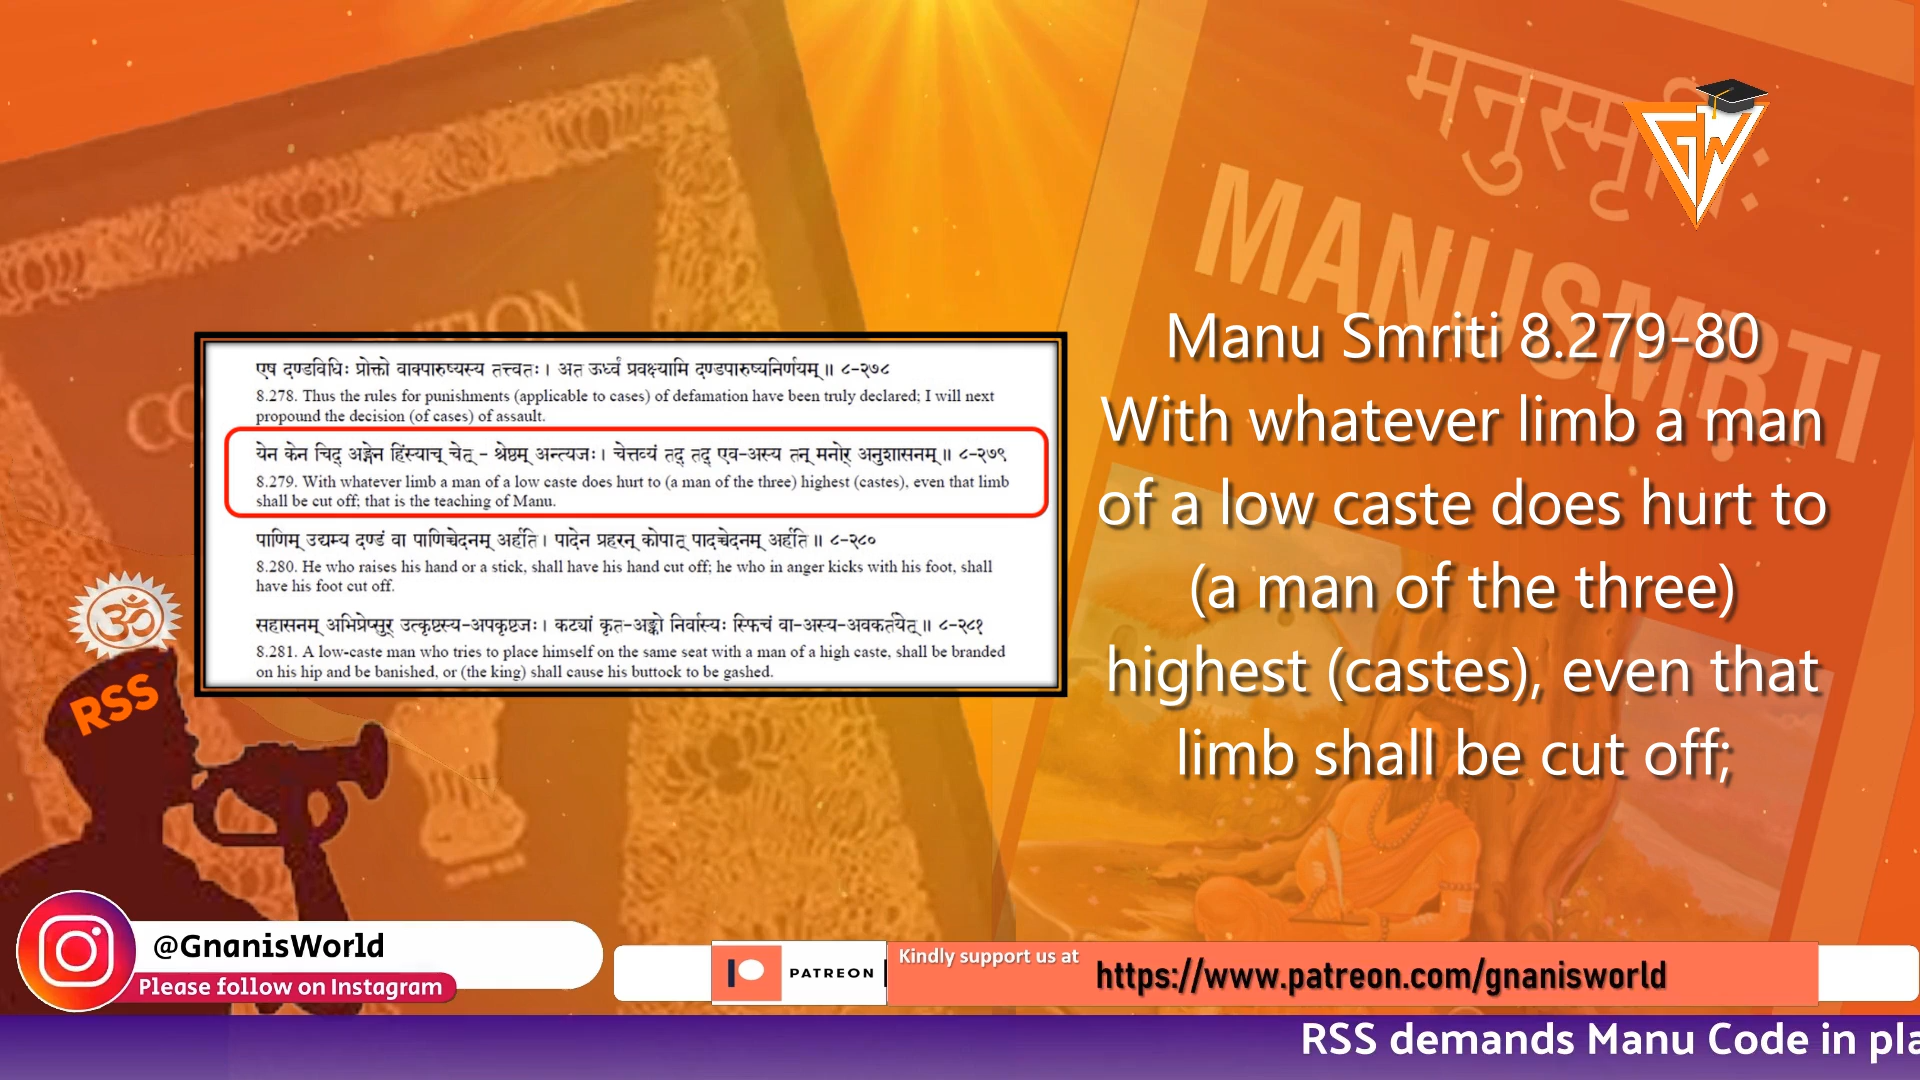 मनुस्मृतिः
MANUSMRTI
GW
एष दण्डविधिः प्रोक्तो वाक्पारुष्यस्य तत्त्वतः। अत ऊर्ध्वं प्रवक्ष्यामि दण्डपारुष्यनिर्णयम्॥ ८-२७८
8.278. Thus the rules for punishments (applicable to cases) of defamation have been truly declared; I will next
propound the decision (of cases) of assault.
येन केन चिद् अङ्गेन हिंस्याच् चेत् - श्रेष्ठम् अन्त्यजः। चेत्तव्यं तद् तद् एव-अस्य तन् मनोर् अनुशासनम्॥ ८-२७९
8.279. With whatever limb a man of a low caste does hurt to (a man of the three) highest (castes), even that limb
shall be cut off; that is the teaching of Manu.
पाणिम् उद्यम्य दण्डं वा पाणिच्चेदनम् अर्हति। पादेन प्रहरन् कोपात् पादच्चेदनम् अर्हति॥ ८-२८०
8.280. He who raises his hand or a stick, shall have his hand cut off; he who in anger kicks with his foot, shall
have his foot cut off.
सहासनम् अभिप्रेप्सुर् उत्कृष्टस्य-अपकृष्टजः। कट्यां कृत-अङ्को निर्वास्यः स्फिचं वा-अस्य-अवकर्तयेत्॥ ८-२८१
8.281. A low-caste man who tries to place himself on the same seat with a man of a high caste, shall be branded
on his hip and be banished, or (the king) shall cause his buttock to be gashed.
Manu Smriti 8.279-80
With whatever limb a man
of a low caste does hurt to
(a man of the three)
highest (castes), even that
limb shall be cut off;
ॐ
RSS
@GnanisWorld
Please follow on Instagram
PATREON
Kindly support us at
https://www.patreon.com/gnanisworld
RSS demands Manu Code in pla